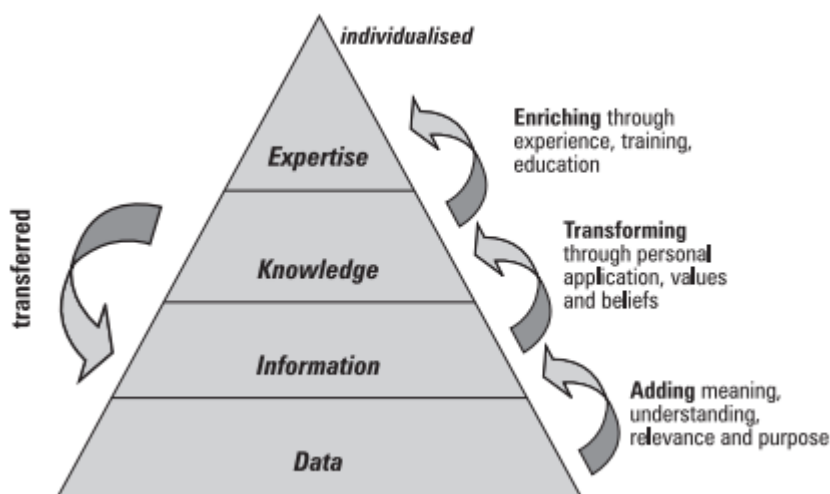 individualised
Enriching through
experience, training,
education
Expertise
transferred
Transforming
through personal
application, values
and beliefs
Knowledge
Information
Adding meaning,
understanding,
relevance and purpose
Data